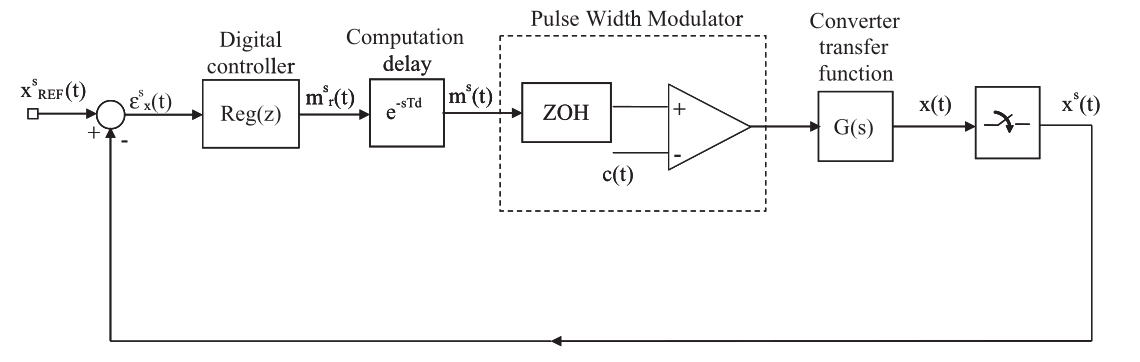 Pulse Width Modulator
Converter
transfer
function
Digital
controller
Computation
delay
x^s_REF(t)
+
-
ε^s_x(t)
Reg(z)
m^s_r(t)
e^-sTd
m^s(t)
ZOH
+
-
c(t)
G(s)
x(t)
x^s(t)